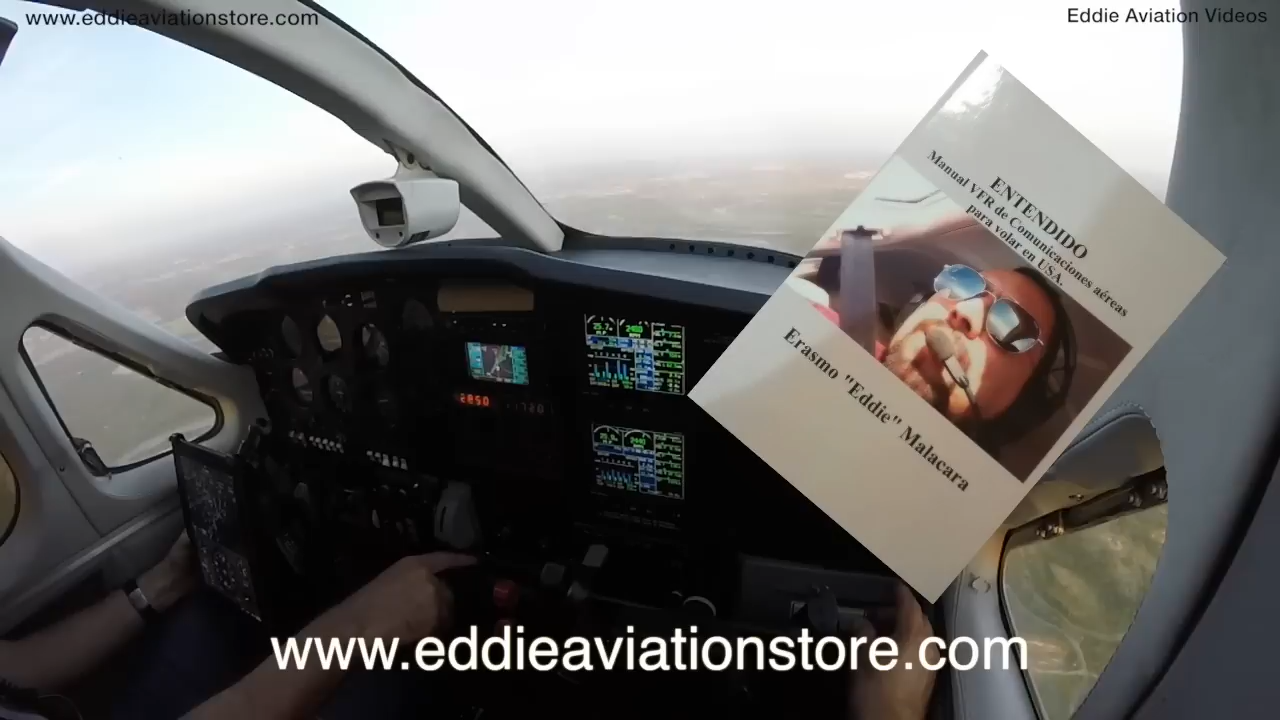 www.eddieaviationstore.com
Eddie Aviation Videos
ENTENDIDO
Manual VFR de Comunicaciones aéreas
para volar en USA.
Erasmo "Eddie" Malacara
2850
www.eddieaviationstore.com